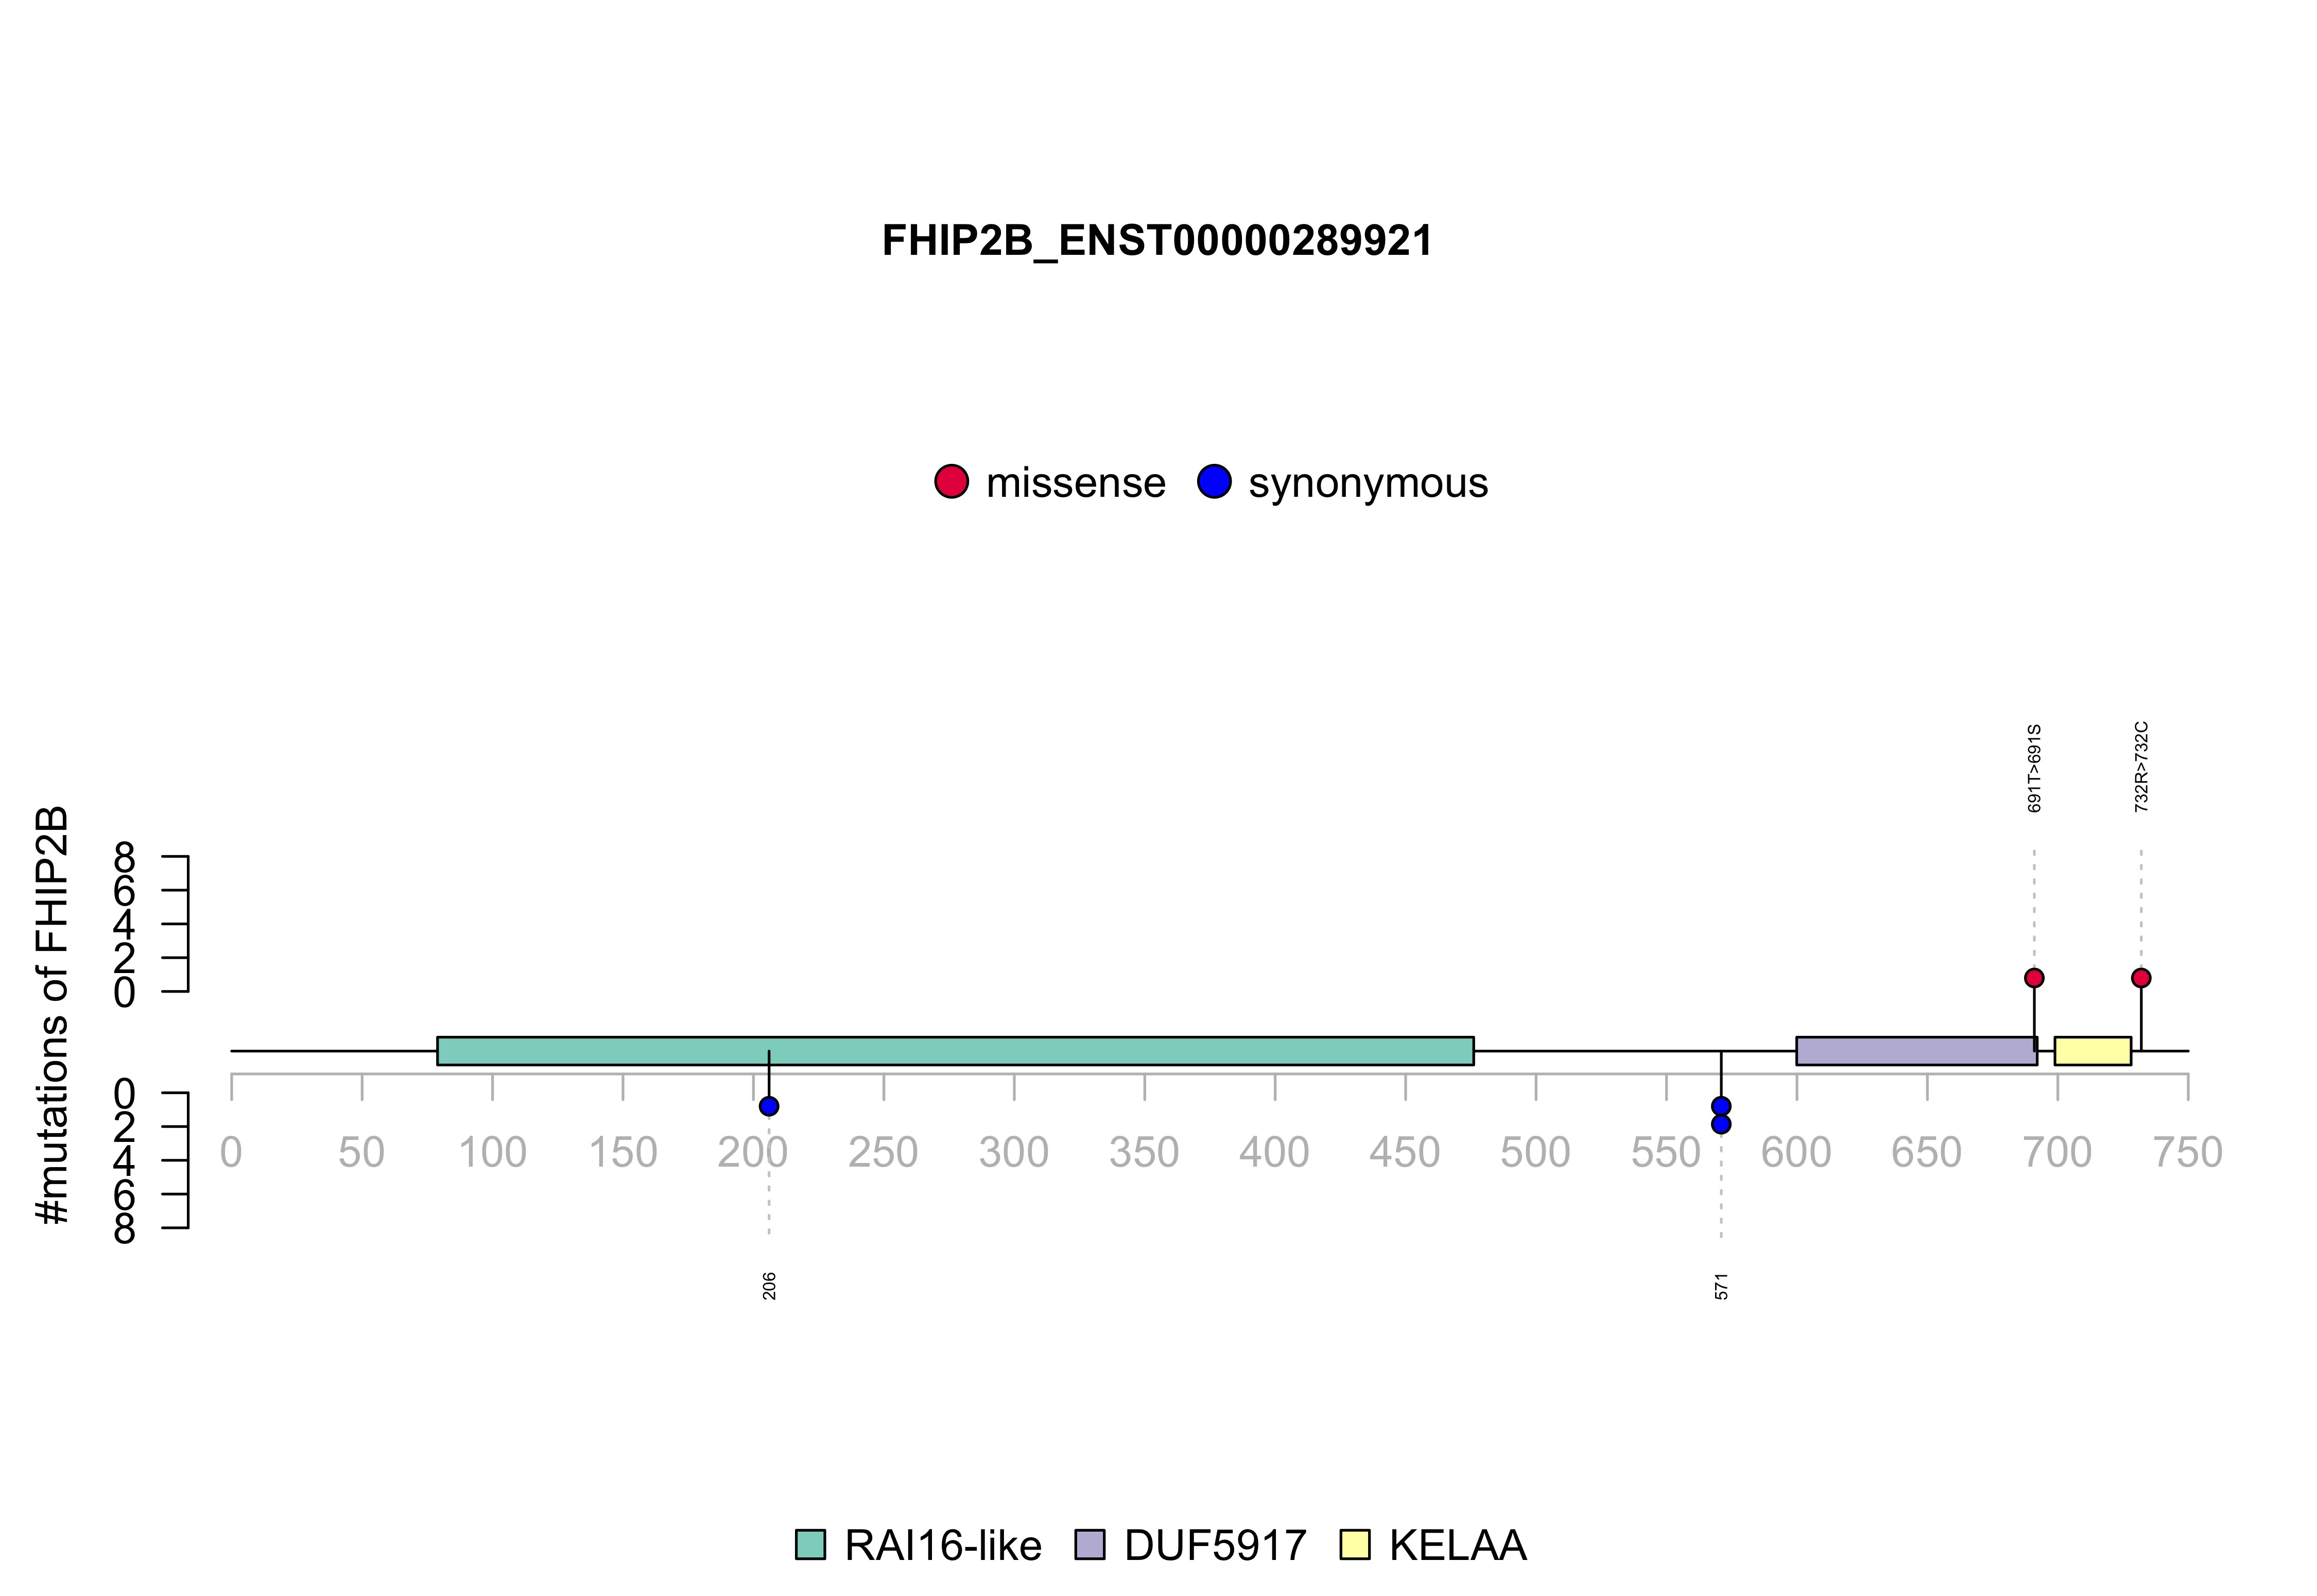 FHIP2B_ENST00000289921
missense synonymous
691T>691S
732R>732C
#mutations of FHIP2B
8
6
4
2
0
0
2
4
6
8
0 50 100 150 200 250 300 350 400 450 500 550 600 650 700 750
206
571
RAI16-like DUF5917 KELAA